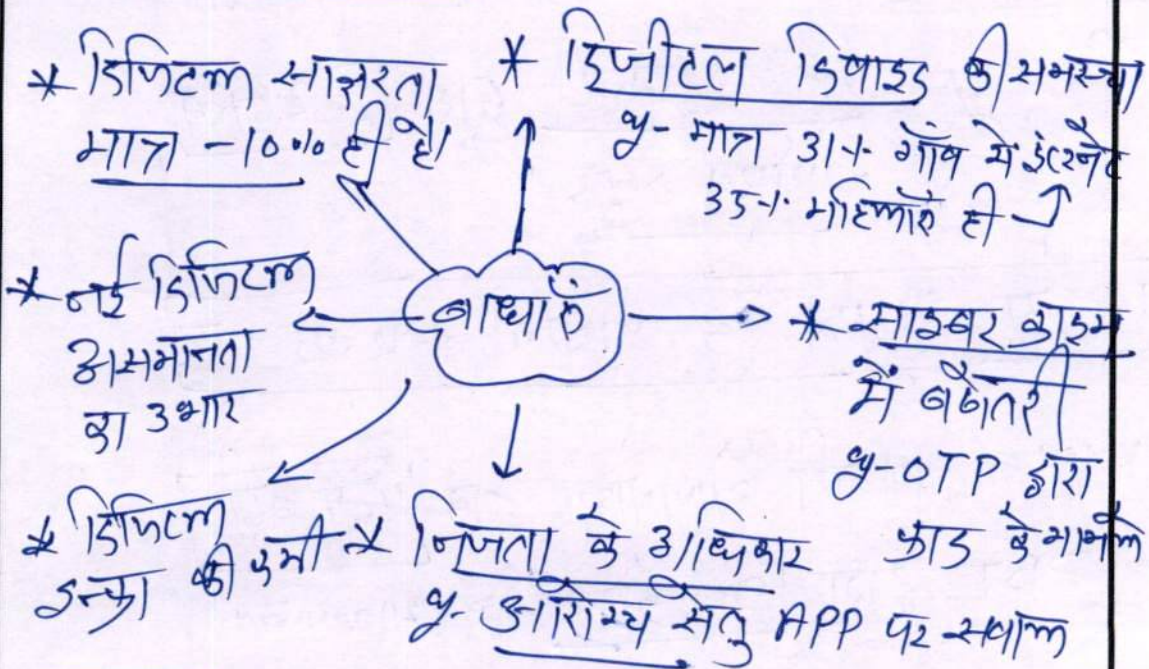 * डिजिटल साक्षरता
मात्र - 10% ही है।
* डिजीटल डिवाइड की समस्या
eg- मात्र 31% गाँव में इंटरनेट
35% महिलाएं ही
* नई डिजिटल
असमानता
का उभार
बाधाएँ
* साइबर क्राइम
में बढोतरी
eg- OTP द्वारा
फ्राड के मामले
* डिजिटल
इन्फ्रा की कमी
* निजता के अधिकार
eg- आरोग्य सेतु APP पर सवाल